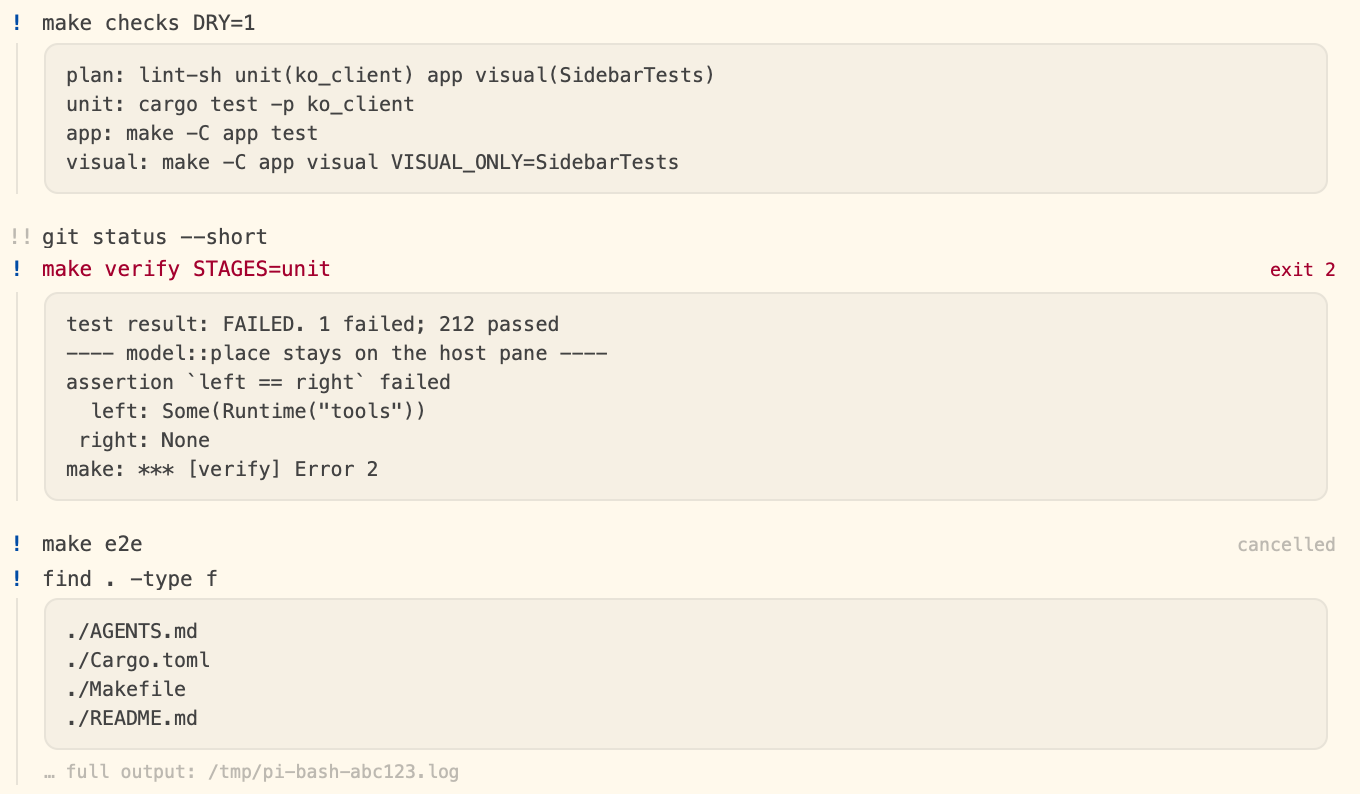 ! make checks DRY=1
plan: lint-sh unit(ko_client) app visual(SidebarTests)
unit: cargo test -p ko_client
app: make -C app test
visual: make -C app visual VISUAL_ONLY=SidebarTests
!! git status --short
! make verify STAGES=unit exit 2
test result: FAILED. 1 failed; 212 passed
---- model::place stays on the host pane ----
assertion `left == right` failed
  left: Some(Runtime("tools"))
 right: None
make: *** [verify] Error 2
! make e2e cancelled
! find . -type f
./AGENTS.md
./Cargo.toml
./Makefile
./README.md
… full output: /tmp/pi-bash-abc123.log